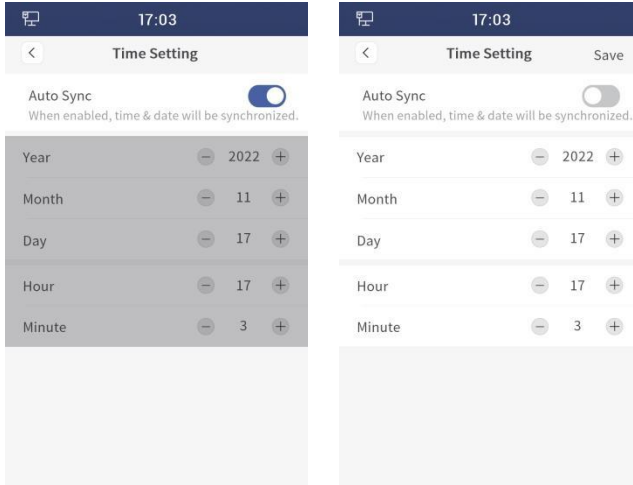 17:03
Time Setting
Auto Sync
When enabled, time & date will be synchronized.
Year − 2022 +
Month − 11 +
Day − 17 +
Hour − 17 +
Minute − 3 +
17:03
Time Setting Save
Auto Sync
When enabled, time & date will be synchronized.
Year − 2022 +
Month − 11 +
Day − 17 +
Hour − 17 +
Minute − 3 +